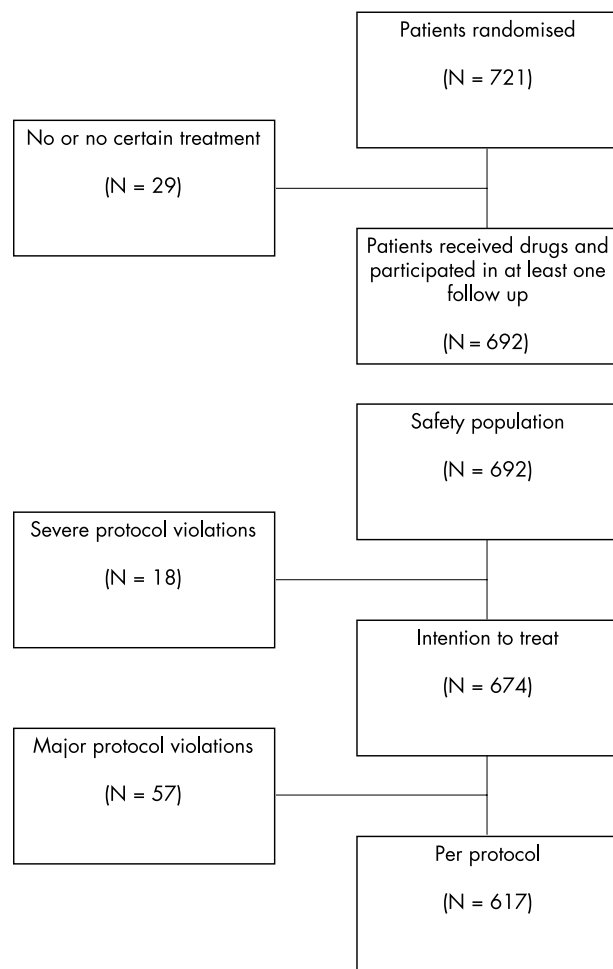 Patients randomised
(N = 721)
No or no certain treatment
(N = 29)
Patients received drugs and
participated in at least one
follow up
(N = 692)
Safety population
(N = 692)
Severe protocol violations
(N = 18)
Intention to treat
(N = 674)
Major protocol violations
(N = 57)
Per protocol
(N = 617)